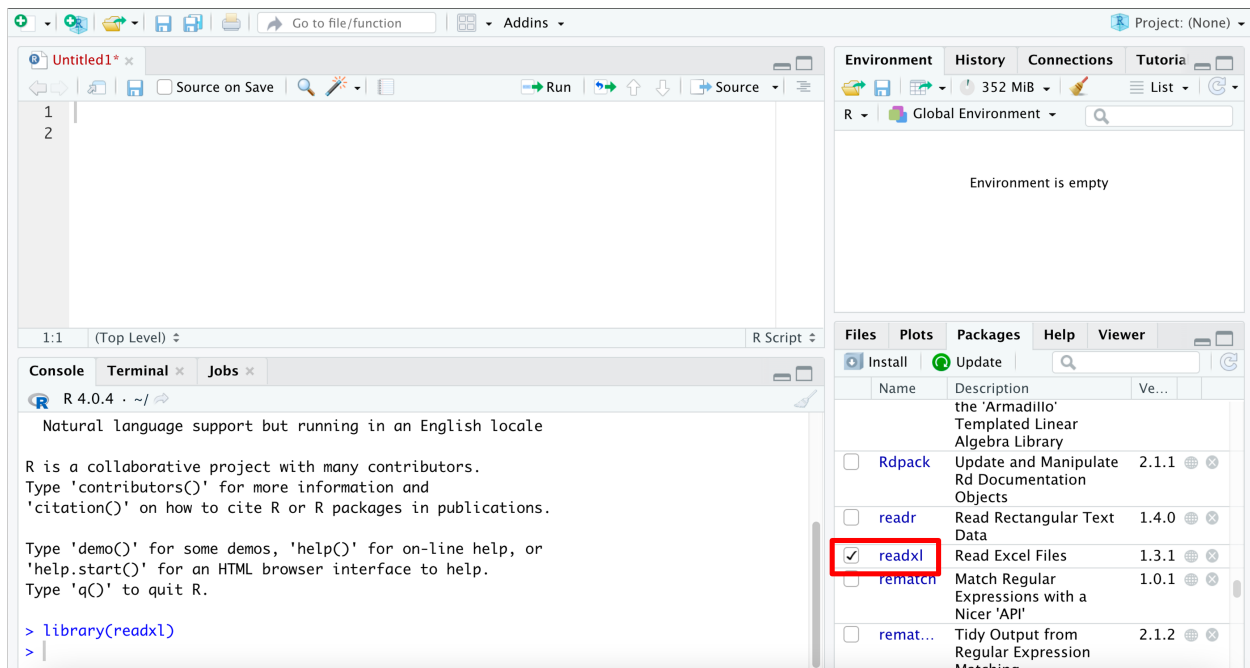 Go to file/function
Addins
Project: (None)
Untitled1*
Source on Save
Run
Source
1
2
1:1 (Top Level)
R Script
Console Terminal Jobs
R 4.0.4 · ~/
Natural language support but running in an English locale
R is a collaborative project with many contributors.
Type 'contributors()' for more information and
'citation()' on how to cite R or R packages in publications.
Type 'demo()' for some demos, 'help()' for on-line help, or
'help.start()' for an HTML browser interface to help.
Type 'q()' to quit R.
> library(readxl)
>
Environment History Connections Tutoria
352 MiB
List
R Global Environment
Environment is empty
Files Plots Packages Help Viewer
Install Update
Name Description Ve...
the 'Armadillo'
Templated Linear
Algebra Library
Rdpack Update and Manipulate 2.1.1
Rd Documentation
Objects
readr Read Rectangular Text 1.4.0
Data
readxl Read Excel Files 1.3.1
rematch Match Regular 1.0.1
Expressions with a
Nicer 'API'
remat... Tidy Output from 2.1.2
Regular Expression
Matching